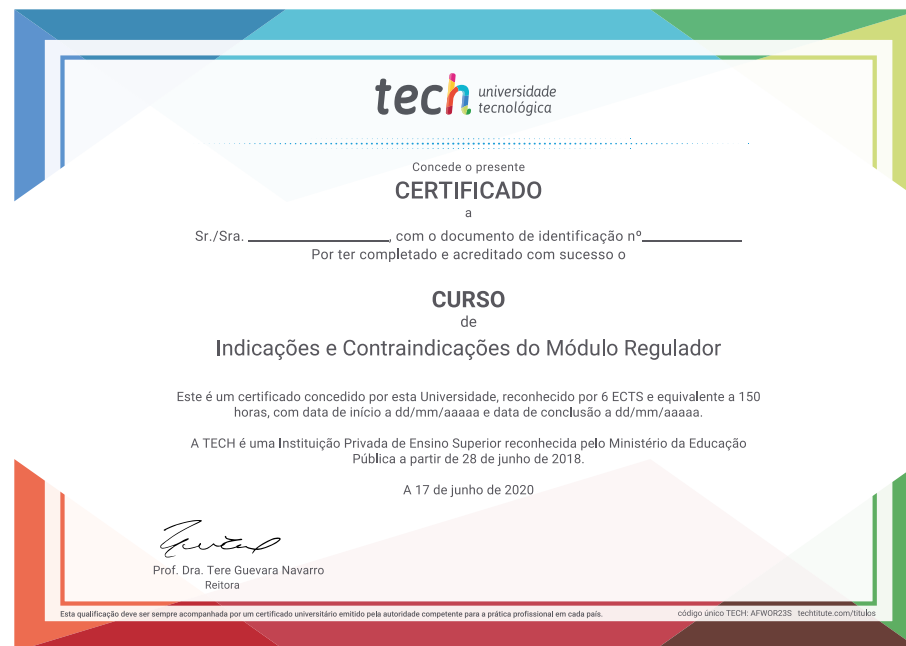 tech universidade
tecnológica
Concede o presente
CERTIFICADO
a
Sr./Sra. ____________________, com o documento de identificação nº______________
Por ter completado e acreditado com sucesso o
CURSO
de
Indicações e Contraindicações do Módulo Regulador
Este é um certificado concedido por esta Universidade, reconhecido por 6 ECTS e equivalente a 150
horas, com data de início a dd/mm/aaaaa e data de conclusão a dd/mm/aaaaa.
A TECH é uma Instituição Privada de Ensino Superior reconhecida pelo Ministério da Educação
Pública a partir de 28 de junho de 2018.
A 17 de junho de 2020
Prof. Dra. Tere Guevara Navarro
Reitora
Esta qualificação deve ser sempre acompanhada por um certificado universitário emitido pela autoridade competente para a prática profissional em cada país.
código único TECH: AFWOR23S techtitute.com/titulos